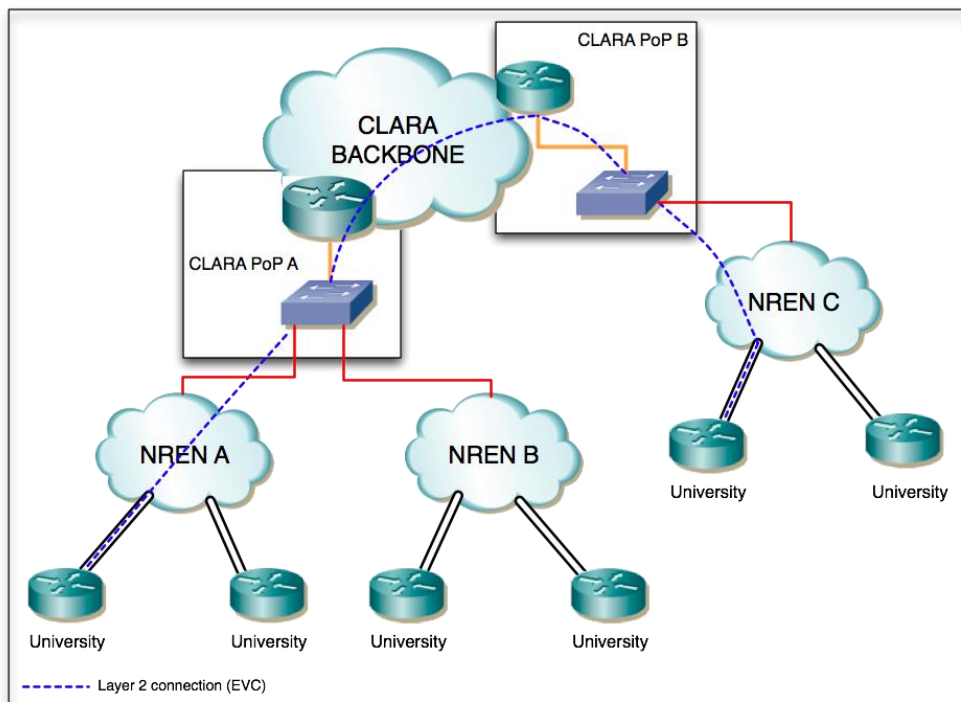 CLARA PoP B
CLARA
BACKBONE
CLARA PoP A
NREN C
NREN A
NREN B
University
University
University
University
University
University
Layer 2 connection (EVC)